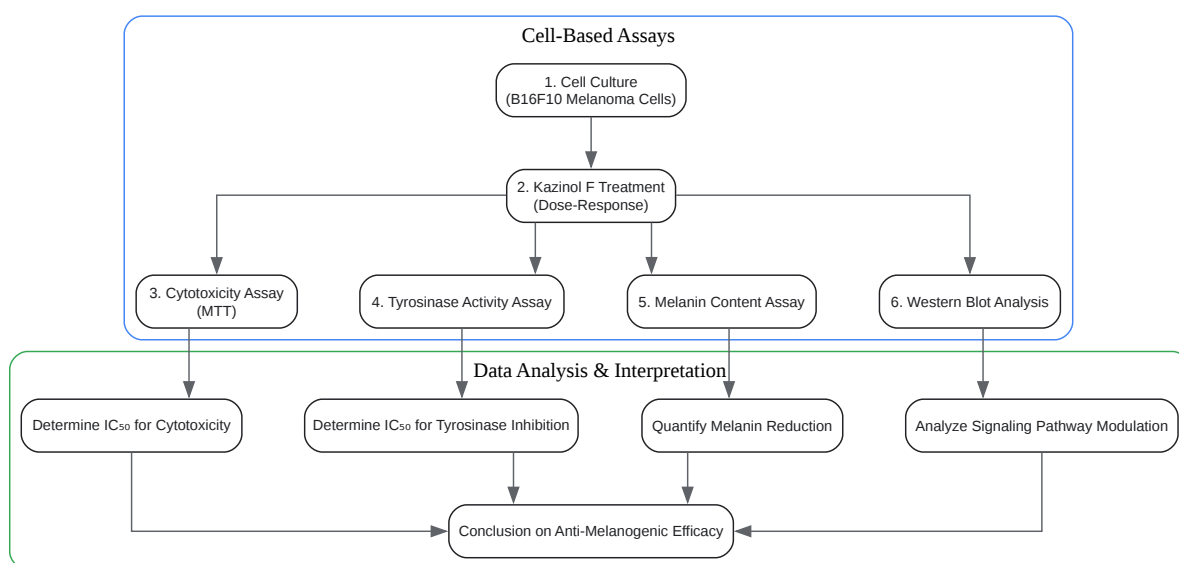 Cell-Based Assays
1. Cell Culture
(B16F10 Melanoma Cells)
2. Kazinol F Treatment
(Dose-Response)
3. Cytotoxicity Assay
(MTT)
4. Tyrosinase Activity Assay
5. Melanin Content Assay
6. Western Blot Analysis
Data Analysis & Interpretation
Determine IC₅₀ for Cytotoxicity
Determine IC₅₀ for Tyrosinase Inhibition
Quantify Melanin Reduction
Analyze Signaling Pathway Modulation
Conclusion on Anti-Melanogenic Efficacy